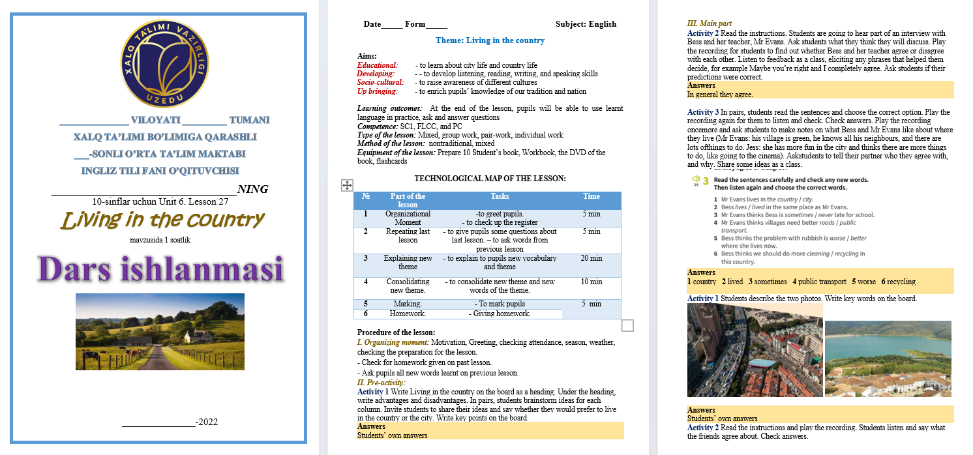 XALQ TALIMI VAZIRLIGI
UZEDU
_____________ VILOYATI _________ TUMANI
XALQ TA'LIMI BO'LIMIGA QARASHLI
___-SONLI O'RTA TA'LIM MAKTABI
INGLIZ TILI FANI O'QITUVCHISI
__________________________NING
10-sinflar uchun Unit 6. Lesson 27
Living in the country
mavzusida 1 soatlik
Dars ishlanmasi
_______________-2022
Date_____ Form_____ Subject: English
Theme: Living in the country
Aims:
Educational: - to learn about city life and country life
Developing: - - to develop listening, reading, writing, and speaking skills
Socio-cultural: - to raise awareness of different cultures
Up bringing: - to enrich pupils' knowledge of our tradition and nation
Learning outcomes: At the end of the lesson, pupils will be able to use learnt
language in practice, ask and answer questions
Competence: SC1, FLCC, and PC
Type of the lesson: Mixed, group work, pair-work, individual work
Method of the lesson: nontraditional, mixed
Equipment of the lesson: Prepare 10 Student's book, Workbook, the DVD of the
book, flashcards
TECHNOLOGICAL MAP OF THE LESSON:
№ Part of the lesson Tasks Time
1 Organizational Moment -to greet pupils. - to check up the register 5 min
2 Repeating last lesson - to give pupils some questions about last lesson. – to ask words from previous lesson 5 min
3 Explaining new theme - to explain to pupils new vocabulary and theme 20 min
4 Consolidating new theme. - to consolidate new theme and new words of the theme. 10 min
5 Marking. - To mark pupils 5 min
6 Homework. - Giving homework.
Procedure of the lesson:
I. Organizing moment: Motivation, Greeting, checking attendance, season, weather,
checking the preparation for the lesson.
- Check for homework given on past lesson.
- Ask pupils all new words learnt on previous lesson.
II. Pre-activity:
Activity 1 Write Living in the country on the board as a heading. Under the heading,
write advantages and disadvantages. In pairs, students brainstorm ideas for each
column. Invite students to share their ideas and say whether they would prefer to live
in the country or the city. Write key points on the board.
Answers
Students' own answers
III. Main part
Activity 2 Read the instructions. Students are going to hear part of an interview with
Bess and her teacher, Mr Evans. Ask students what they think they will discuss. Play
the recording for students to find out whether Bess and her teacher agree or disagree
with each other. Listen to feedback as a class, eliciting any phrases that helped them
decide, for example Maybe you're right and I completely agree. Ask students if their
predictions were correct.
Answers
In general they agree.
Activity 3 In pairs, students read the sentences and choose the correct option. Play the
recording again for them to listen and check. Check answers. Play the recording
oncemore and ask students to make notes on what Bess and Mr Evans like about where
they live (Mr Evans: his village is green, he knows all his neighbours, and there are
lots ofthings to do. Jess: she has more fun in the city and thinks there are more things
to do, like going to the cinema). Askstudents to tell their partner who they agree with,
and why. Share some ideas as a class.
3 Read the sentences carefully and check any new words.
Then listen again and choose the correct words.
1 Mr Evans lives in the country / city.
2 Bess lives / lived in the same place as Mr Evans.
3 Mr Evans thinks Bess is sometimes / never late for school.
4 Mr Evans thinks villages need better roads / public
transport.
5 Bess thinks the problem with rubbish is worse / better
where she lives now.
6 Bess thinks we should do more cleaning / recycling in
this country.
Answers
1 country 2 lived 3 sometimes 4 public transport 5 worse 6 recycling
Activity 1 Students describe the two photos. Write key words on the board.
Answers
Students' own answers
Activity 2 Read the instructions and play the recording. Students listen and say what
the friends agree about. Check answers.